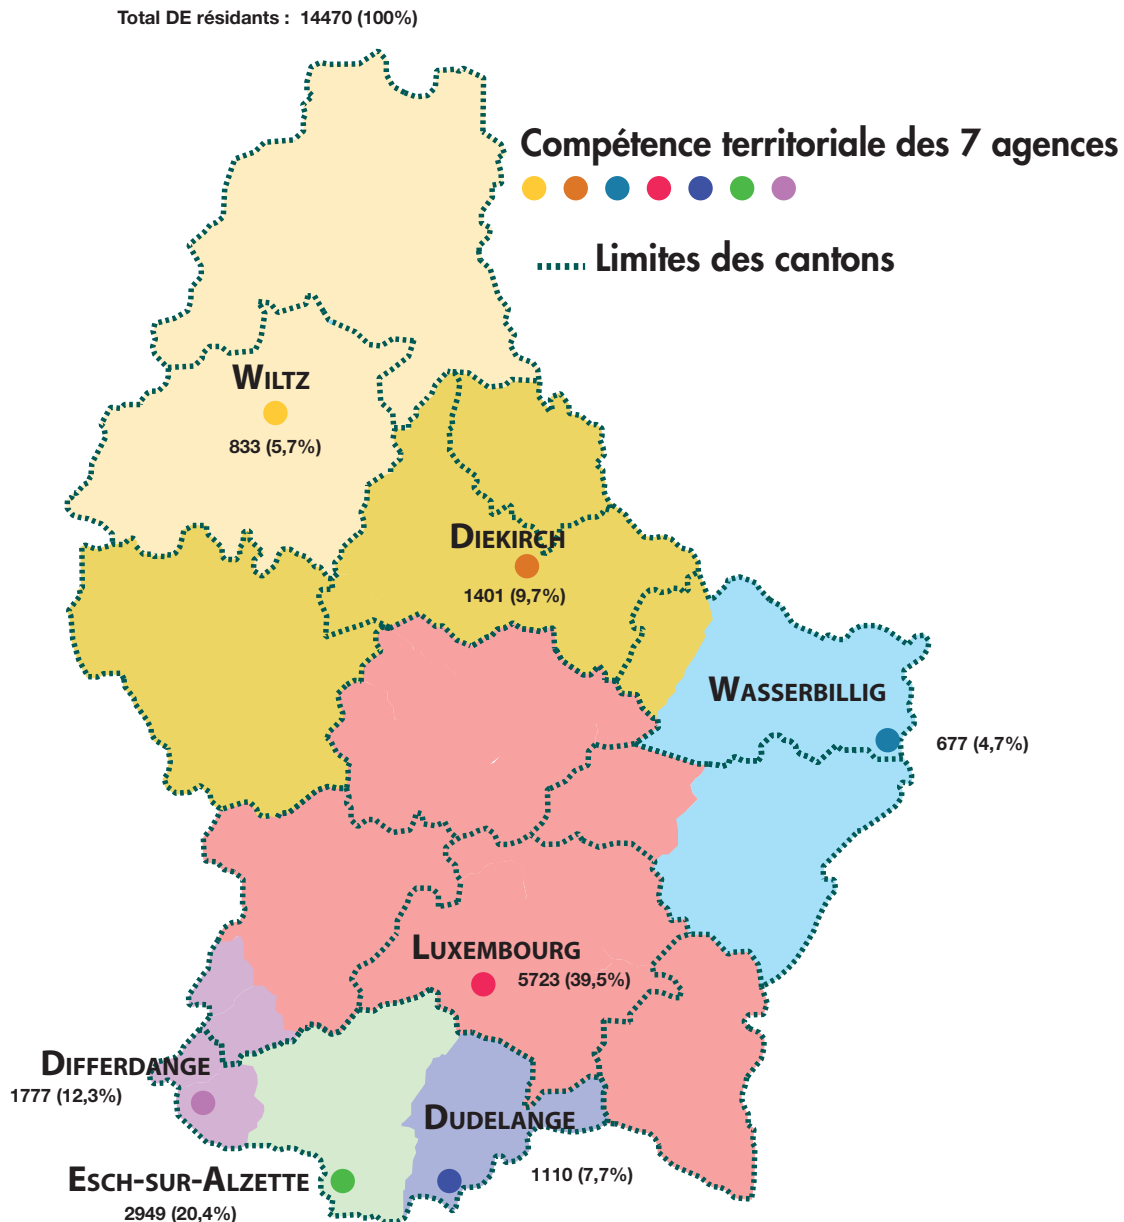 Total DE résidants : 14470 (100%)
Compétence territoriale des 7 agences
Limites des cantons
WILTZ
833 (5,7%)
DIEKIRCH
1401 (9,7%)
WASSERBILLIG
677 (4,7%)
LUXEMBOURG
5723 (39,5%)
DIFFERDANGE
1777 (12,3%)
DUDELANGE
1110 (7,7%)
ESCH-SUR-ALZETTE
2949 (20,4%)